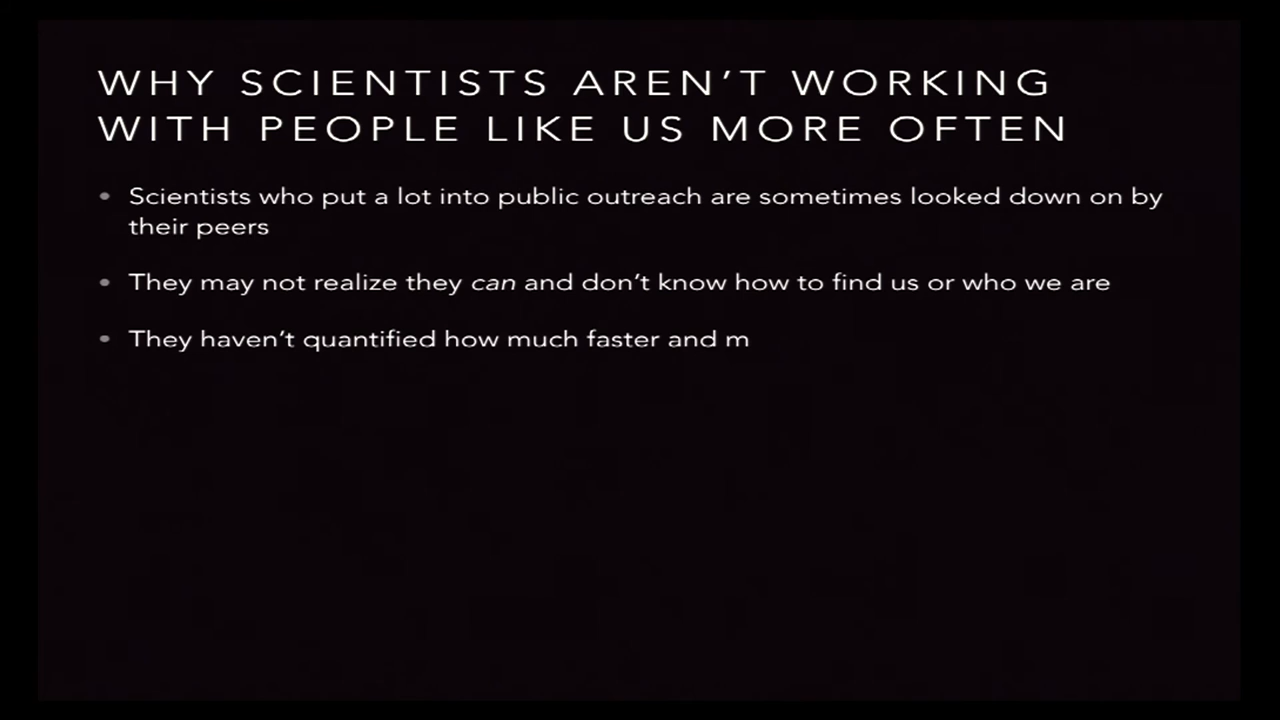 WHY SCIENTISTS AREN’T WORKING
WITH PEOPLE LIKE US MORE OFTEN
• Scientists who put a lot into public outreach are sometimes looked down on by
their peers
• They may not realize they can and don’t know how to find us or who we are
• They haven’t quantified how much faster and m